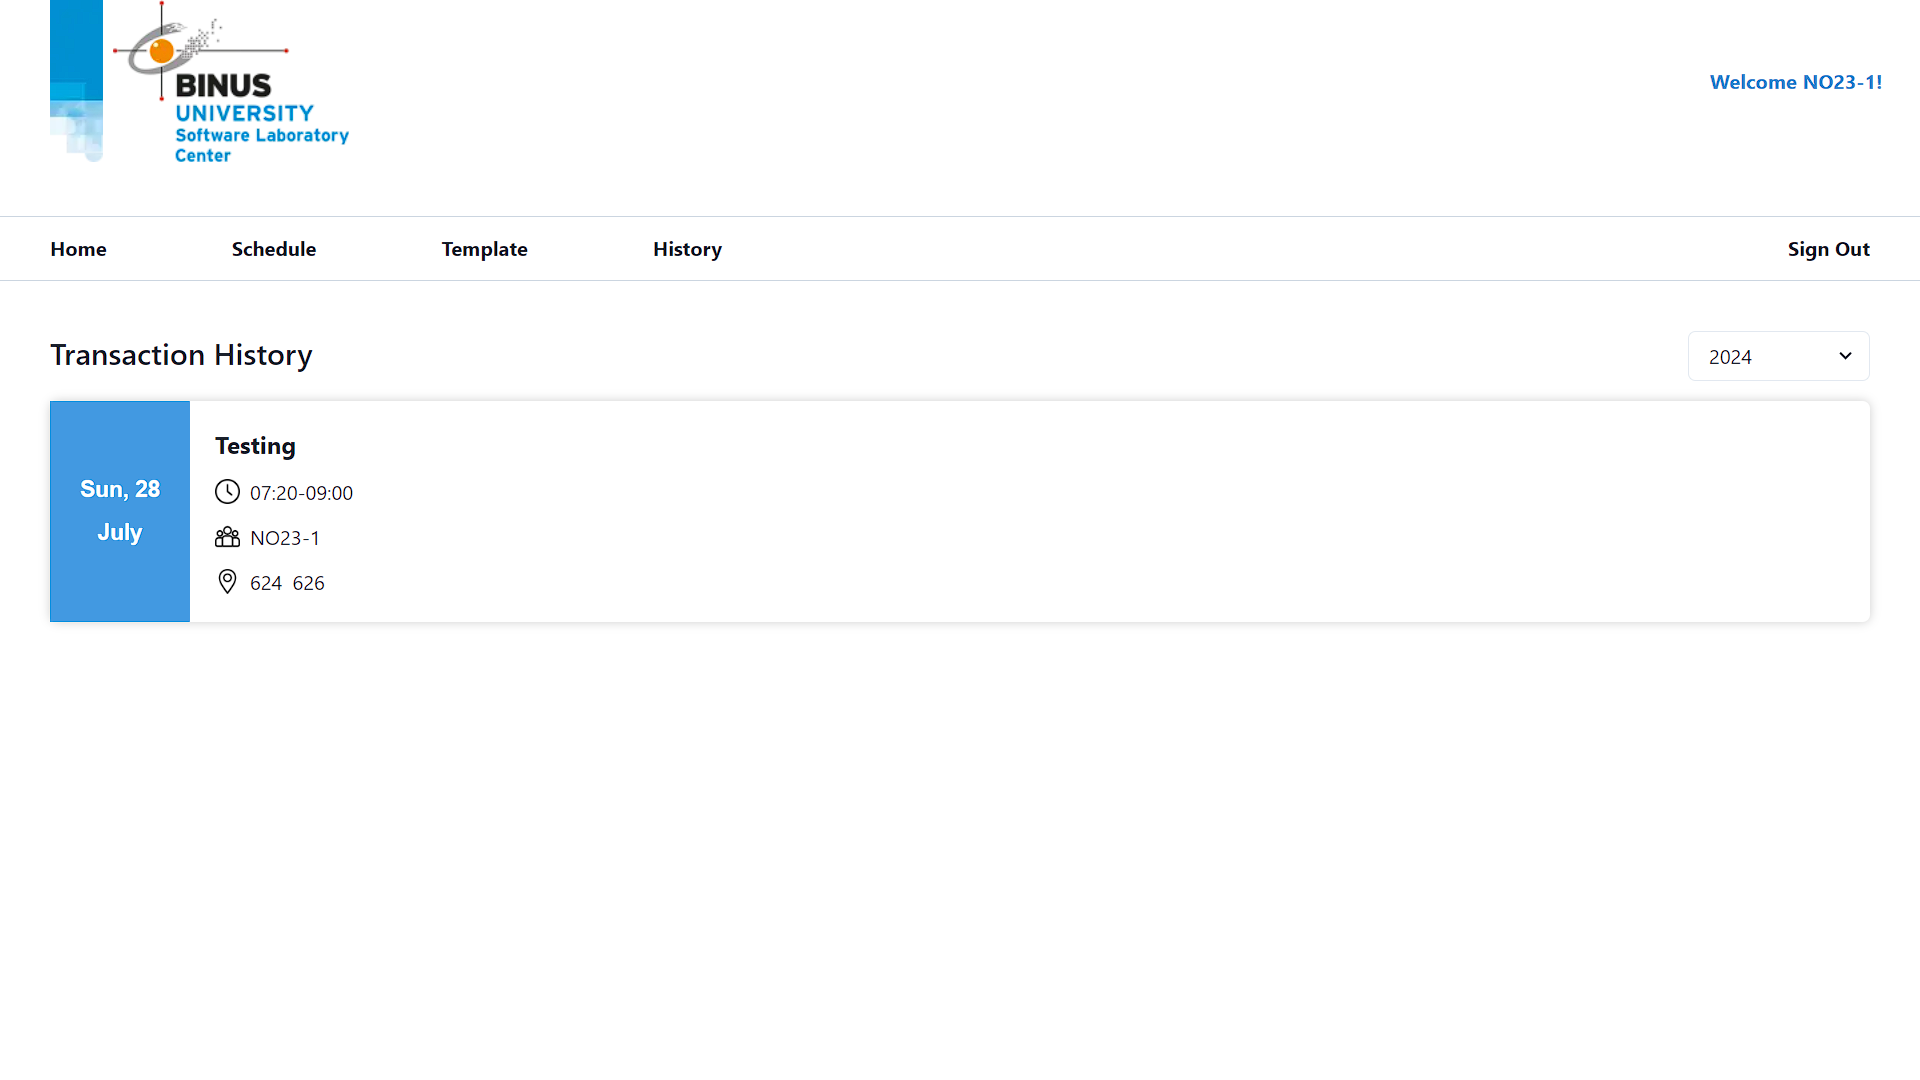 BINUS
UNIVERSITY
Software Laboratory
Center
Welcome NO23-1!
Home Schedule Template History Sign Out
Transaction History
2024
Sun, 28
July
Testing
07:20-09:00
NO23-1
624 626